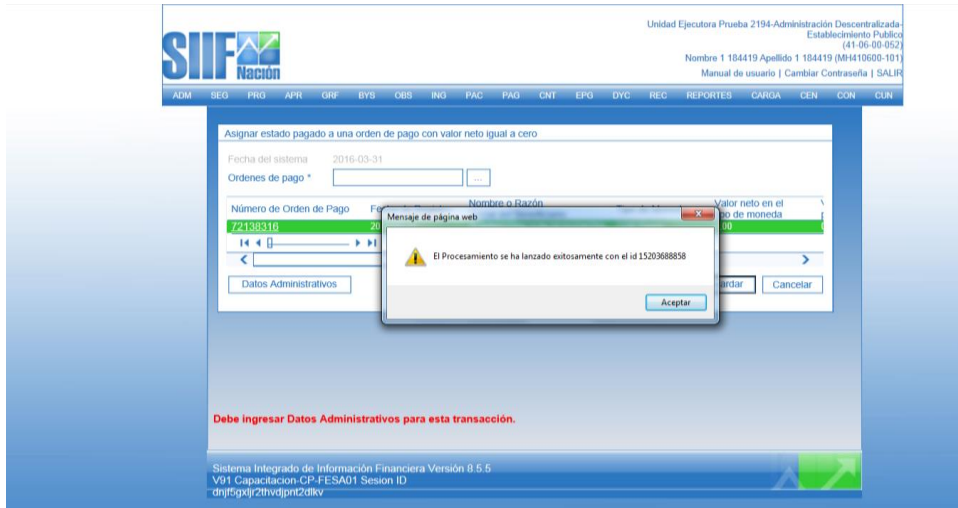 Unidad Ejecutora Prueba 2194-Administración Descentralizada-
Establecimiento Publico
(41-06-00-052)
SIIF Nación
Nombre 1 184419 Apellido 1 184419 (MH410600-101)
Manual de usuario | Cambiar Contraseña | SALIR
ADM SEG PRG APR GRF BYS OBS ING PAC PAG CNT EPG DYC REC REPORTES CARGA CEN CON CUN
Asignar estado pagado a una orden de pago con valor neto igual a cero
Fecha del sistema 2016-03-31
Ordenes de pago * ...
Número de Orden de Pago Nombre o Razón Valor neto en el
Mensaje de página web de moneda
72138316 20 00
El Procesamiento se ha lanzado exitosamente con el id 15203688858
Datos Administrativos Cancelar
Aceptar
Debe ingresar Datos Administrativos para esta transacción.
Sistema Integrado de Información Financiera Versión 8.5.5
V91 Capacitacion-CP-FESA01 Sesion ID
dnjf5gxljr2thvdjpnt2dlkv